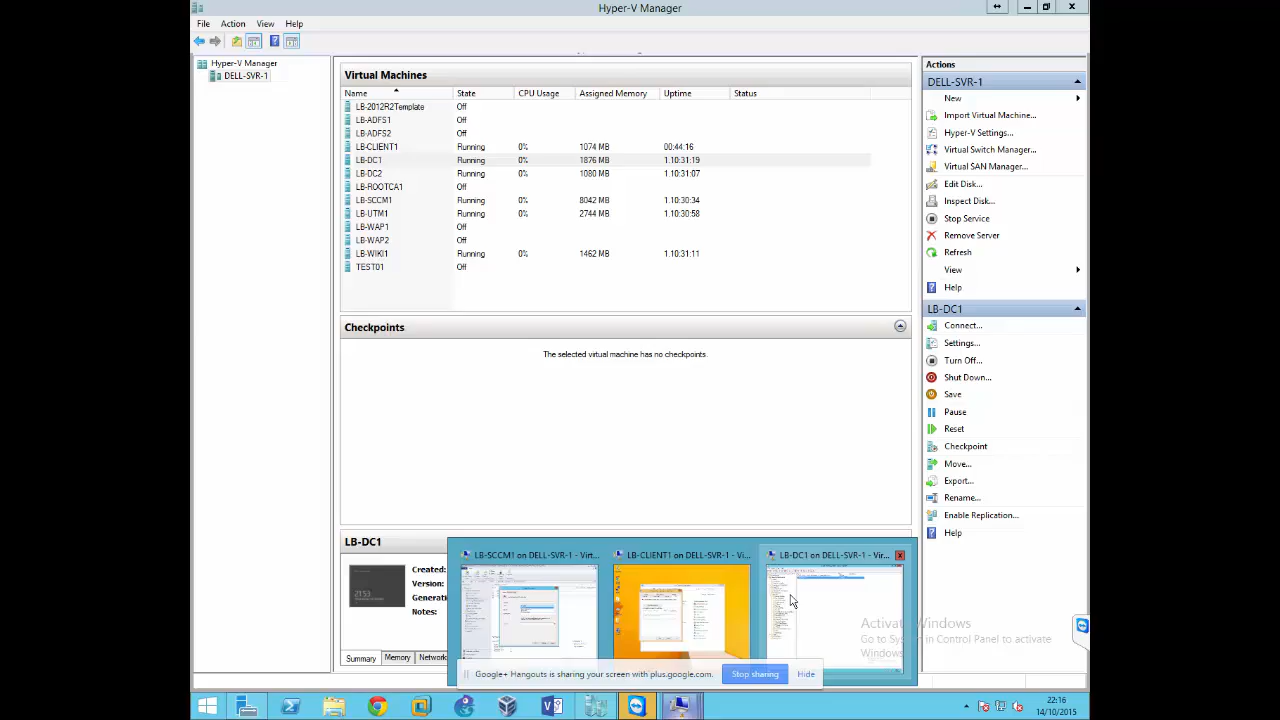 Hyper-V Manager
File Action View Help
Hyper-V Manager
DELL-SVR-1
Virtual Machines
Name State CPU Usage Assigned Memory Uptime Status
LB-2012R2Template Off
LB-ADFS1 Off
LB-ADFS2 Off
LB-CLIENT1 Running 0% 1074 MB 00:44:16
LB-DC1 Running 0% 1876 MB 1.10:31:19
LB-DC2 Running 0% 1080 MB 1.10:31:07
LB-ROOTCA1 Off
LB-SCCM1 Running 0% 8042 MB 1.10:30:34
LB-UTM1 Running 0% 2744 MB 1.10:30:58
LB-WAP1 Off
LB-WAP2 Off
LB-WIKI1 Running 0% 1462 MB 1.10:31:11
TEST01 Off
Checkpoints
The selected virtual machine has no checkpoints.
LB-DC1
Created:
Version:
Generati
Notes:
Summary Memory Network
LB-SCCM1 on DELL-SVR-1 - Virt...
LB-CLIENT1 on DELL-SVR-1 - Vi...
LB-DC1 on DELL-SVR-1 - Vir...
Actions
DELL-SVR-1
New
Import Virtual Machine...
Hyper-V Settings...
Virtual Switch Manager...
Virtual SAN Manager...
Edit Disk...
Inspect Disk...
Stop Service
Remove Server
Refresh
View
Help
LB-DC1
Connect...
Settings...
Turn Off...
Shut Down...
Save
Pause
Reset
Checkpoint
Move...
Export...
Rename...
Enable Replication...
Help
Activate Windows
Go to System in Control Panel to activate
Windows.
Google+ Hangouts is sharing your screen with plus.google.com. Stop sharing Hide
22:16
14/10/2015